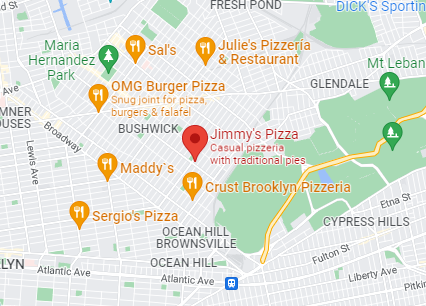 FRESH POND
DICK'S Sportin
Maria
Hernandez
Park
Sal's
Julie's Pizzeria
& Restaurant
Mt Leban
GLENDALE
OMG Burger Pizza
Snug joint for pizza,
burgers & falafel
Ave
MNER
OUSES
Broadway
BUSHWICK
Jimmy's Pizza
Casual pizzeria
with traditional pies
Lewis Ave
Maddy`s
Crust Brooklyn Pizzeria
Etna St
Sergio's Pizza
CYPRESS HILLS
OCEAN HILL
BROWNSVILLE
Fulton St
LYN
Atlantic Ave
OCEAN HILL
Atlantic Ave
Liberty Ave
Pitkin